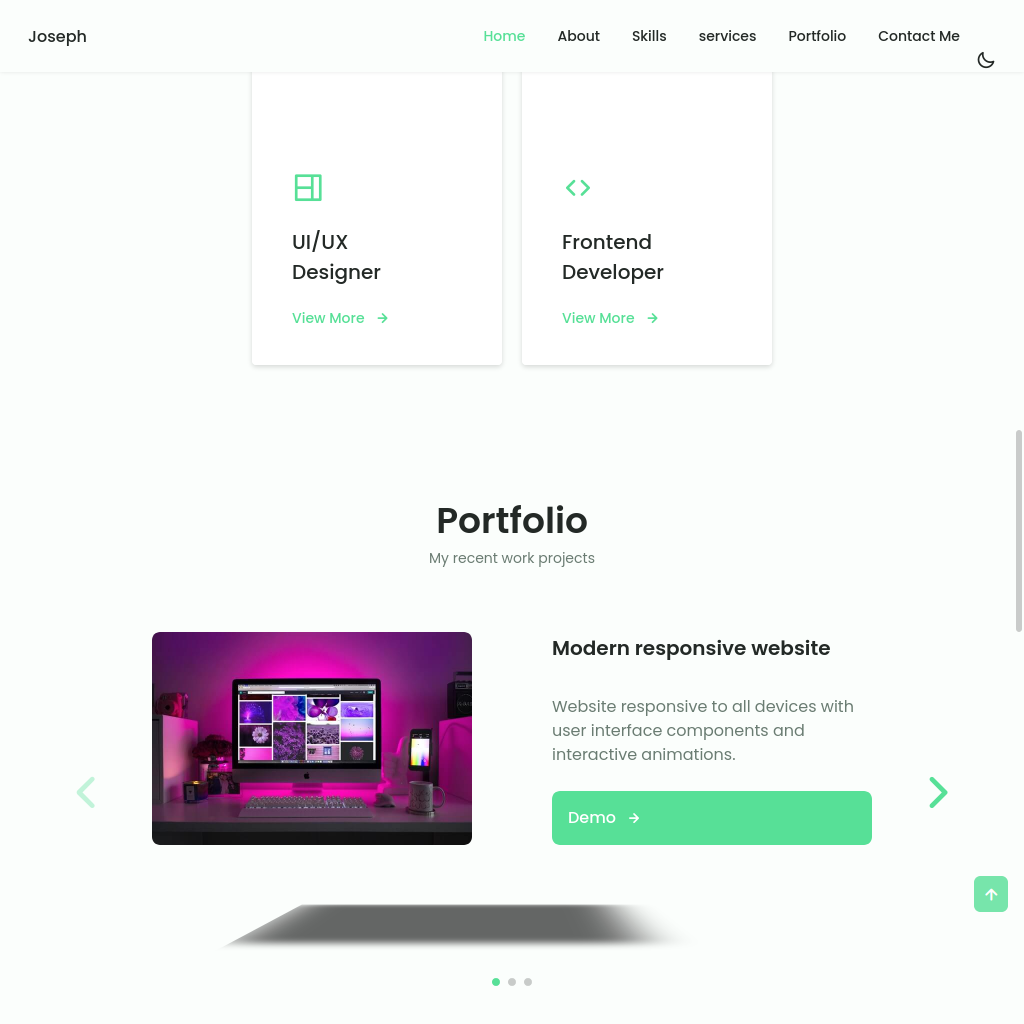 Joseph
Home About Skills services Portfolio Contact Me
UI/UX
Designer
View More
Frontend
Developer
View More
Portfolio
My recent work projects
Modern responsive website
Website responsive to all devices with
user interface components and
interactive animations.
Demo